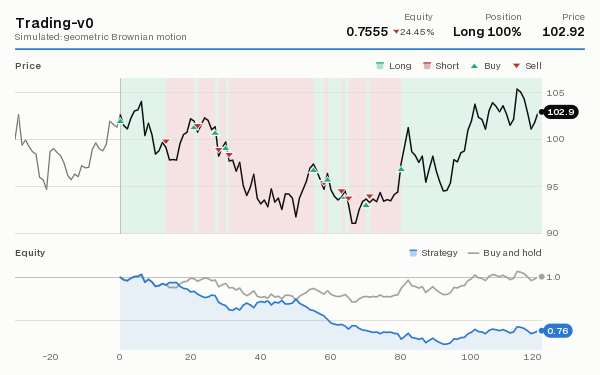 Trading-v0
Simulated: geometric Brownian motion
Equity
0.7555 ▼24.45%
Position
Long 100%
Price
102.92
Price
Long Short Buy Sell
105
102.9
100
95
90
Equity
Strategy Buy and hold
1.0
0.76
−20 0 20 40 60 80 100 120